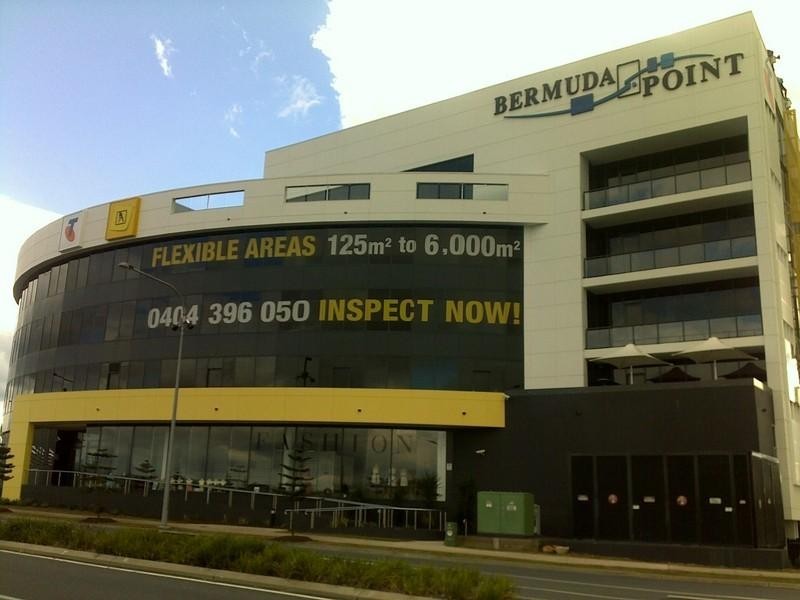 BERMUDA POINT
FLEXIBLE AREAS 125m² to 6,000m²
0404 396 050 INSPECT NOW!
FASHION